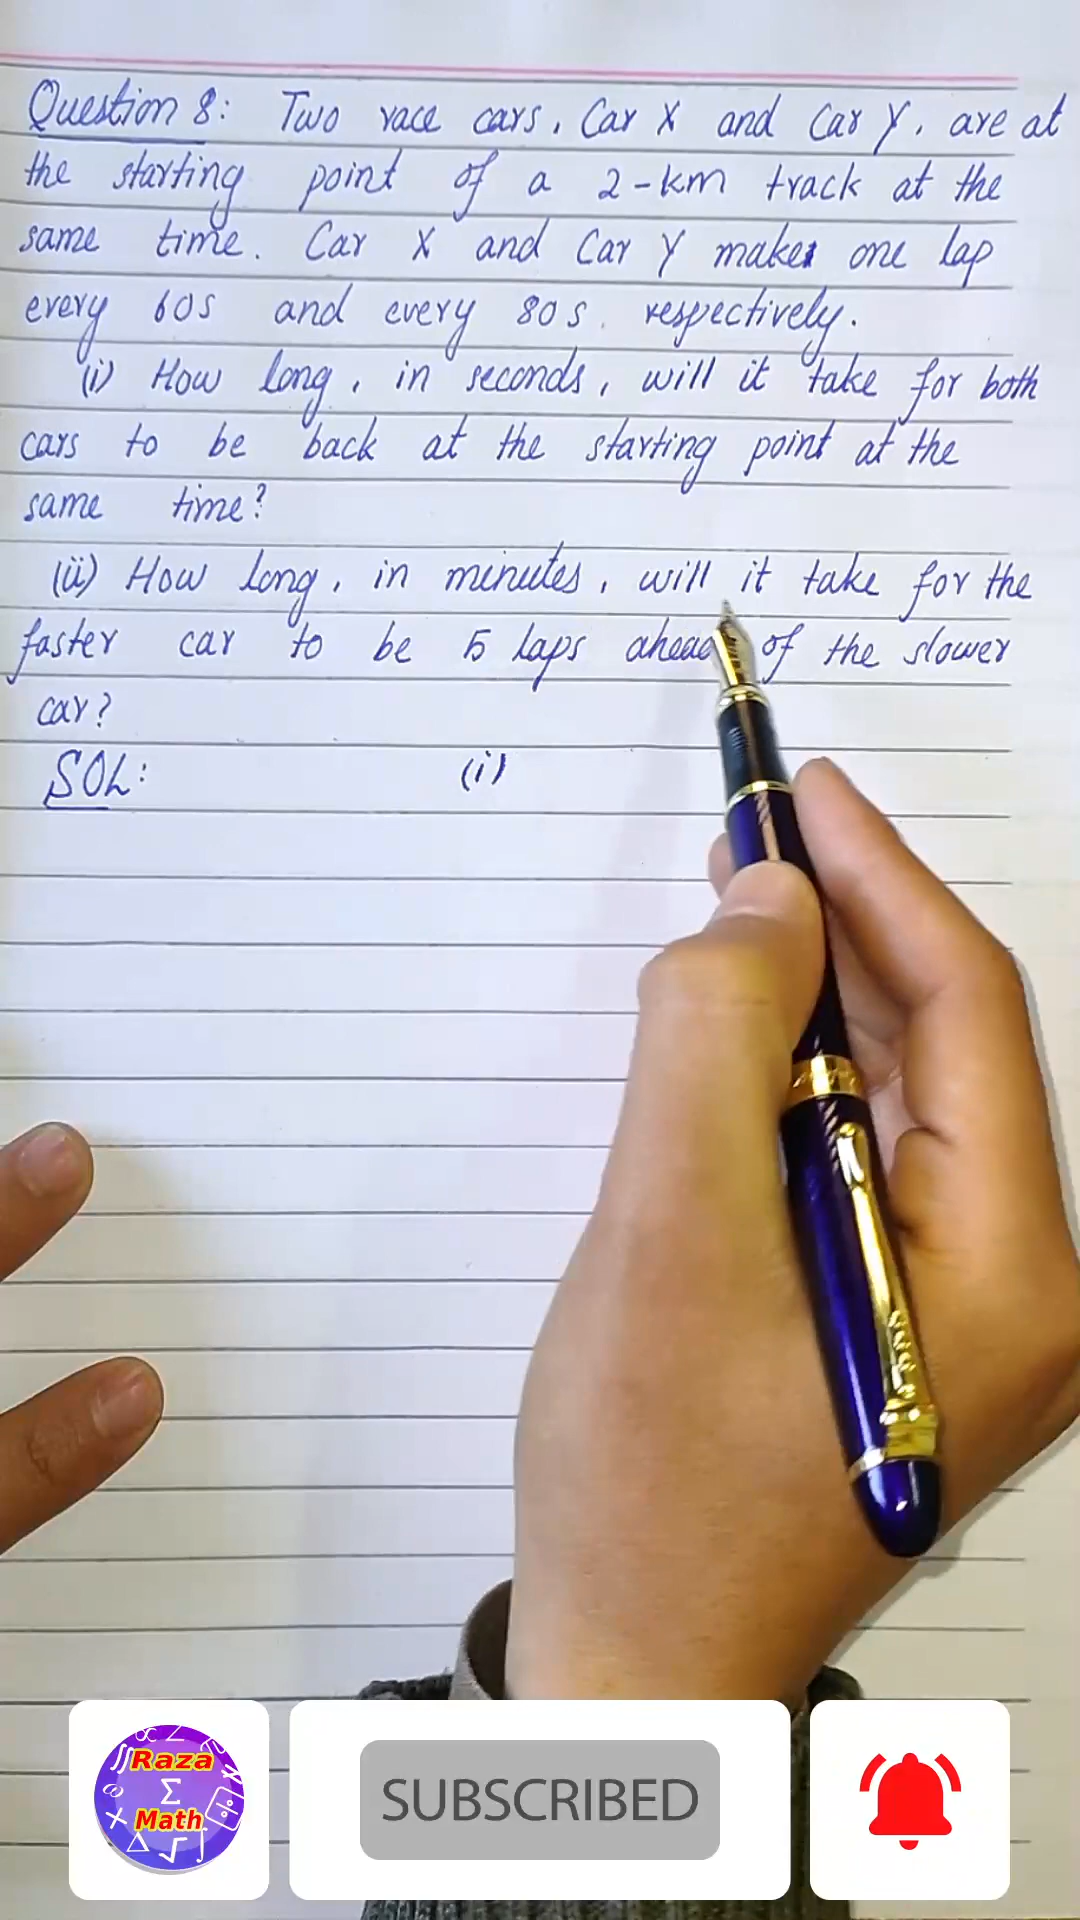 Question 8: Two race cars, Car X and Car Y, are at
the starting point of a 2-km track at the
same time. Car X and Car Y make one lap
every 60s and every 80s, respectively.
(i) How long, in seconds, will it take for both
cars to be back at the starting point at the
same time?
(ii) How long, in minutes, will it take for the
faster car to be 5 laps ahead of the slower
car?
SOL: (i)
Raza
Σ
Math
SUBSCRIBED